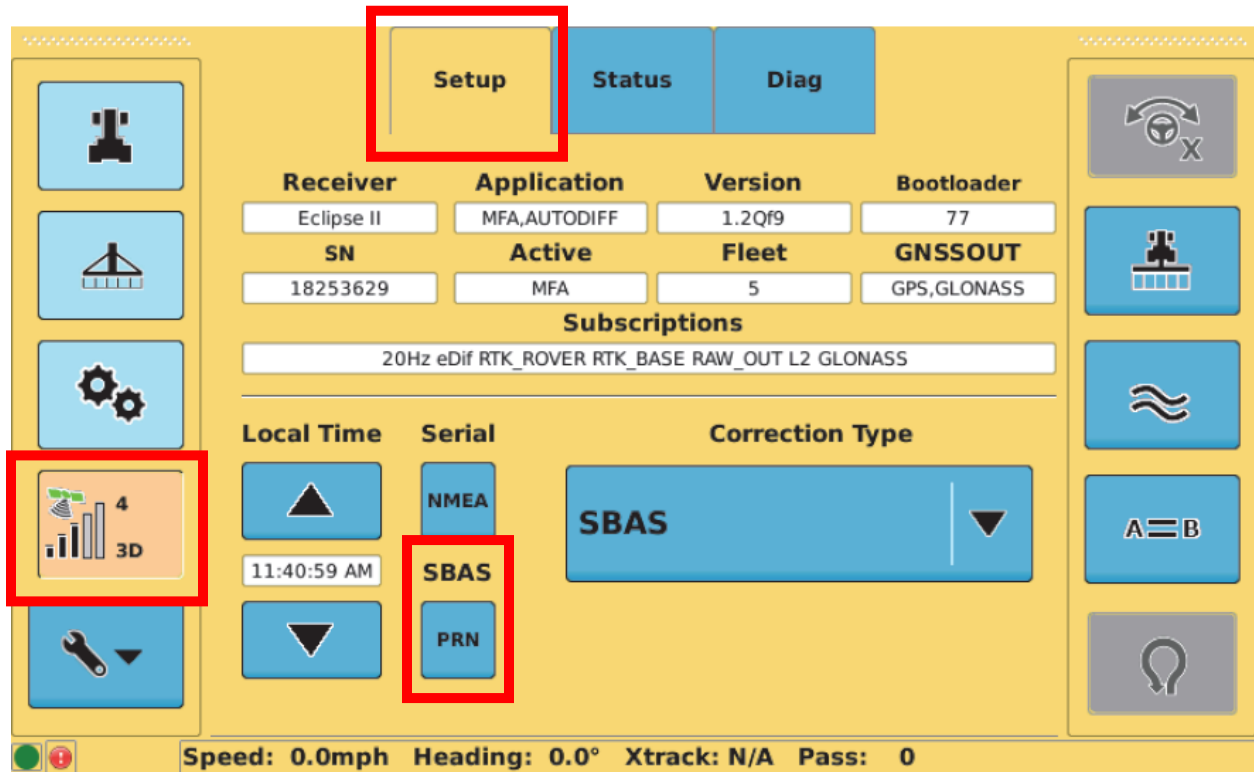 Setup Status Diag
Receiver Application Version Bootloader
Eclipse II MFA,AUTODIFF 1.2Qf9 77
SN Active Fleet GNSSOUT
18253629 MFA 5 GPS,GLONASS
Subscriptions
20Hz eDif RTK_ROVER RTK_BASE RAW_OUT L2 GLONASS
Local Time Serial Correction Type
NMEA
SBAS
11:40:59 AM SBAS
PRN
4
3D
X
A B
Speed: 0.0mph Heading: 0.0° Xtrack: N/A Pass: 0